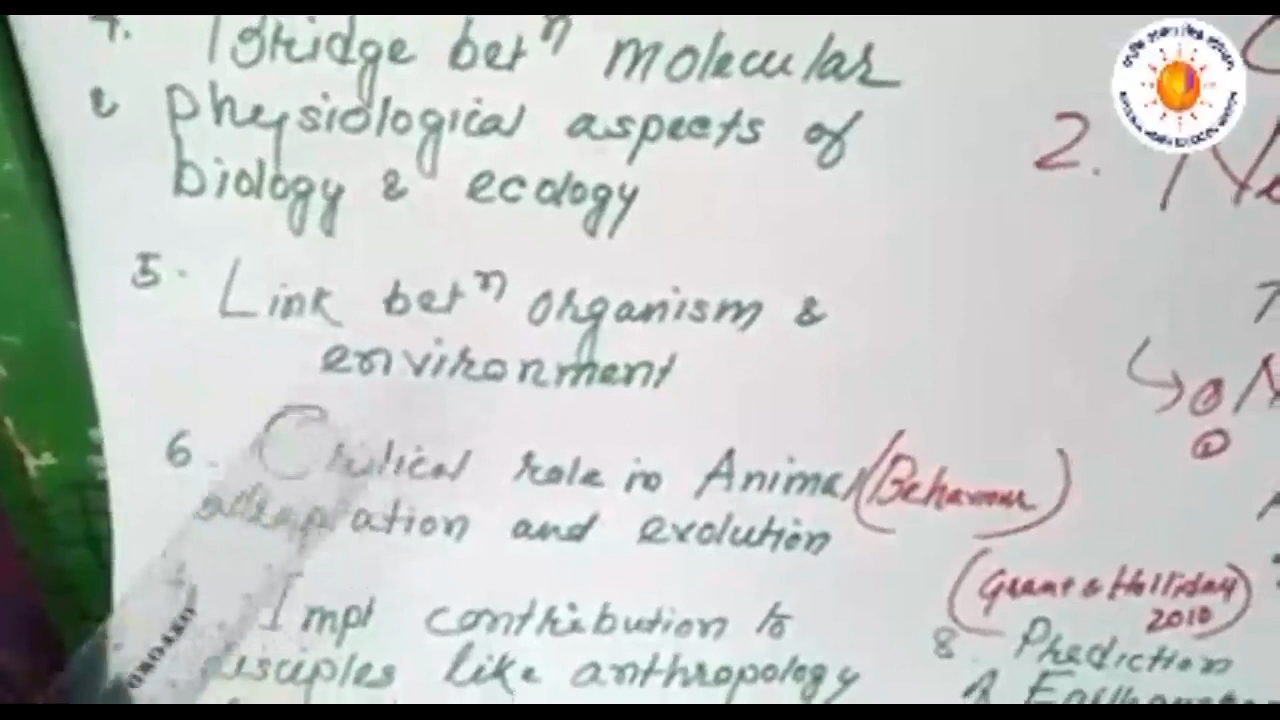 4. Bridge betⁿ molecular
& physiological aspects of
biology & ecology
5. Link betⁿ organism &
environment
6. Critical role in Animal (Behaviour)
adaptation and evolution
Impt contribution to
disciples like anthropology
2.
(Grant & Holliday
2010)
8. Prediction
OXFORD